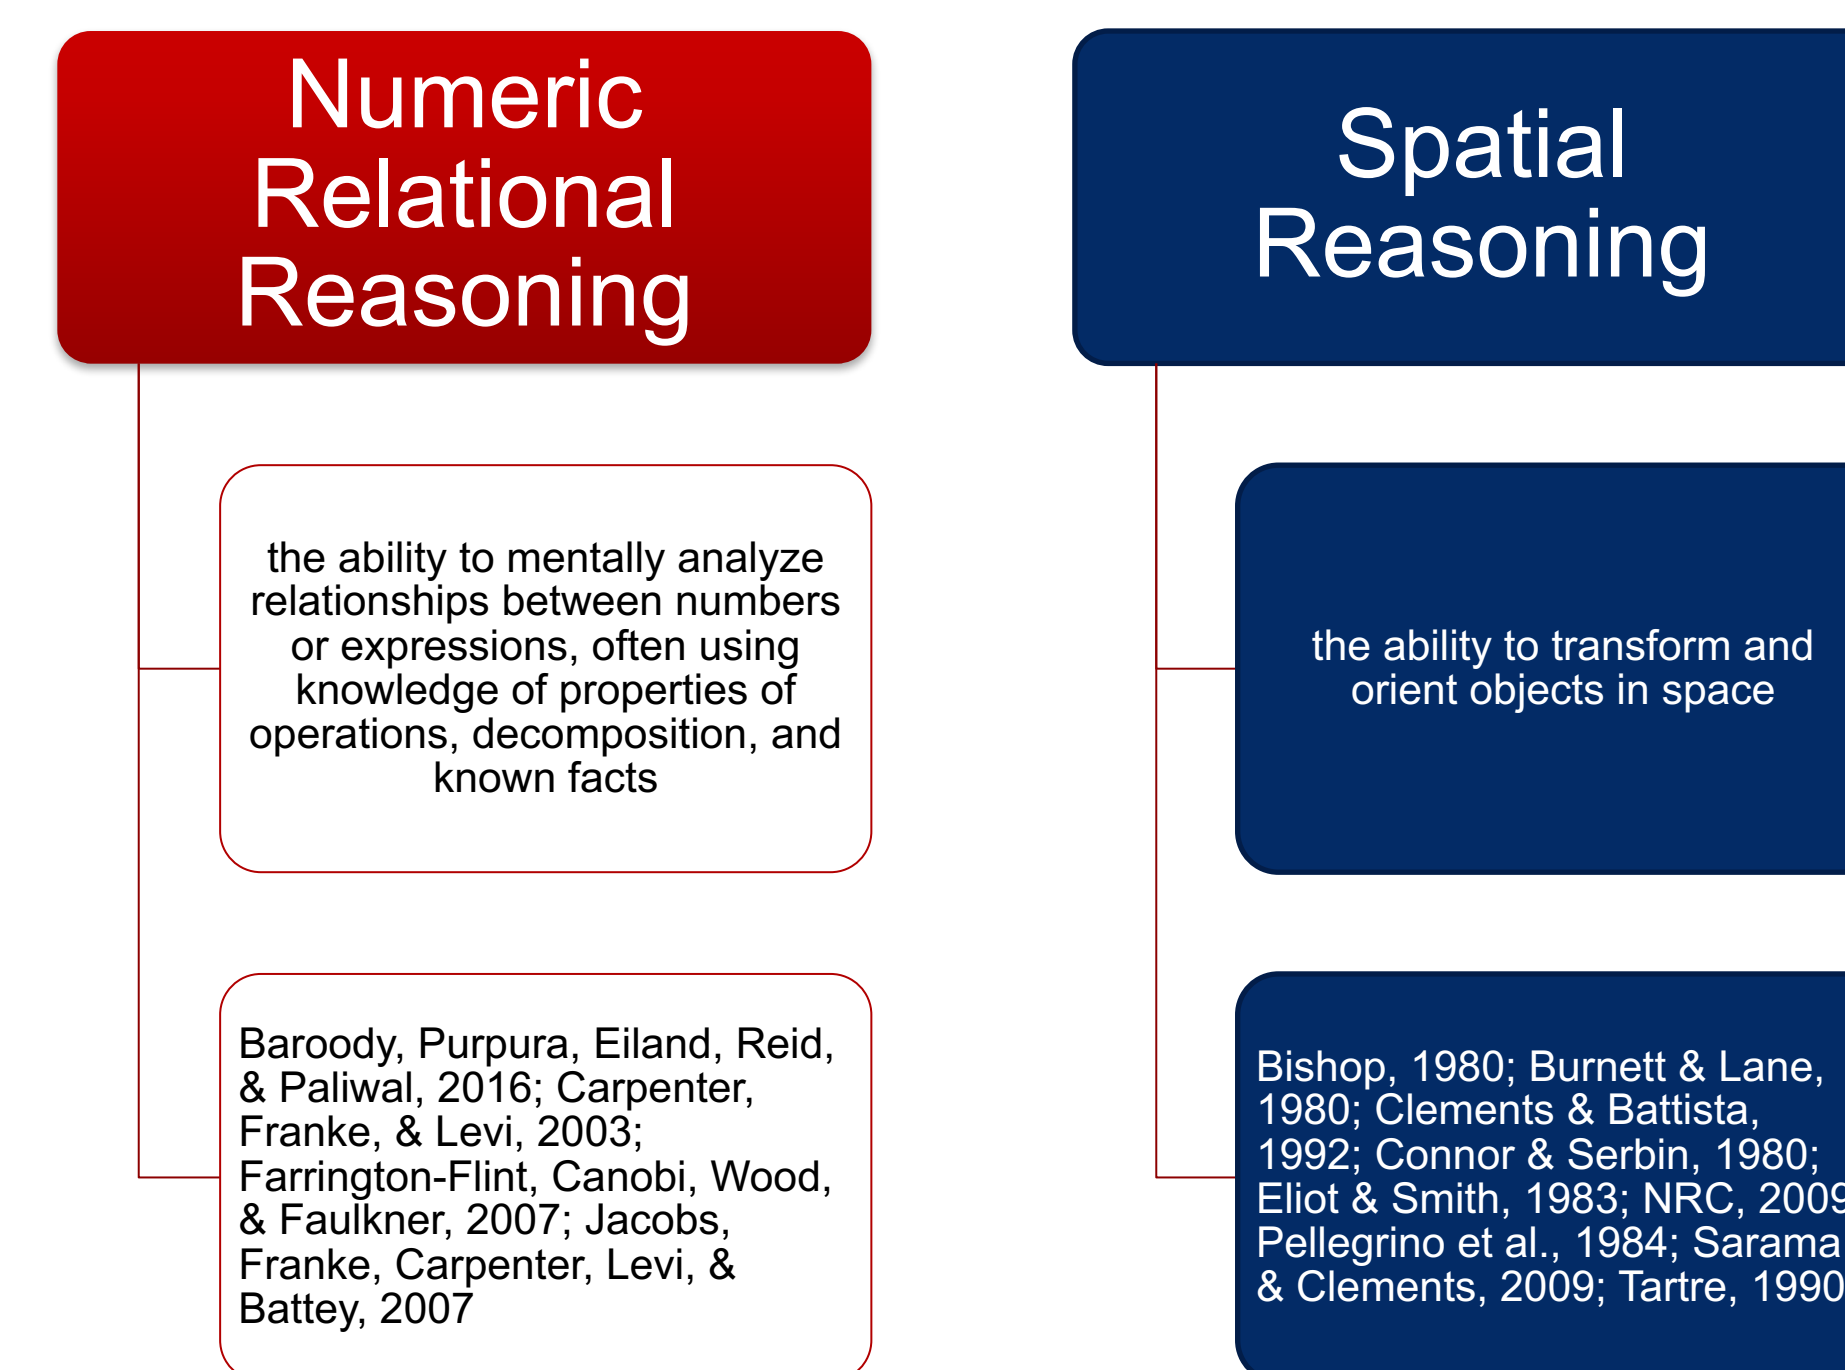 Numeric
Relational
Reasoning
the ability to mentally analyze
relationships between numbers
or expressions, often using
knowledge of properties of
operations, decomposition, and
known facts
Baroody, Purpura, Eiland, Reid,
& Paliwal, 2016; Carpenter,
Franke, & Levi, 2003;
Farrington-Flint, Canobi, Wood,
& Faulkner, 2007; Jacobs,
Franke, Carpenter, Levi, &
Battey, 2007
Spatial
Reasoning
the ability to transform and
orient objects in space
Bishop, 1980; Burnett & Lane,
1980; Clements & Battista,
1992; Connor & Serbin, 1980;
Eliot & Smith, 1983; NRC, 2009
Pellegrino et al., 1984; Sarama
& Clements, 2009; Tartre, 1990